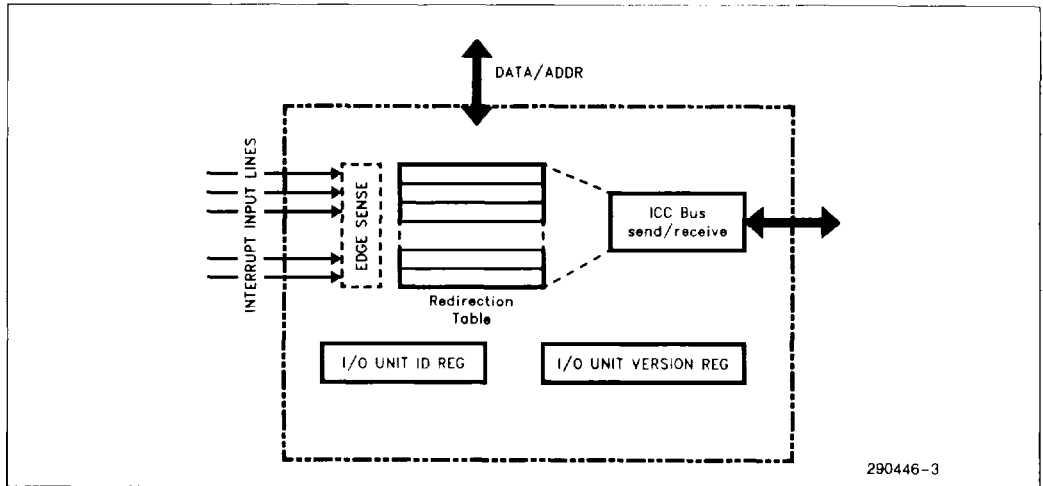 DATA/ADDR
INTERRUPT INPUT LINES
EDGE SENSE
ICC Bus
send/receive
Redirection
Table
I/O UNIT ID REG
I/O UNIT VERSION REG
290446-3